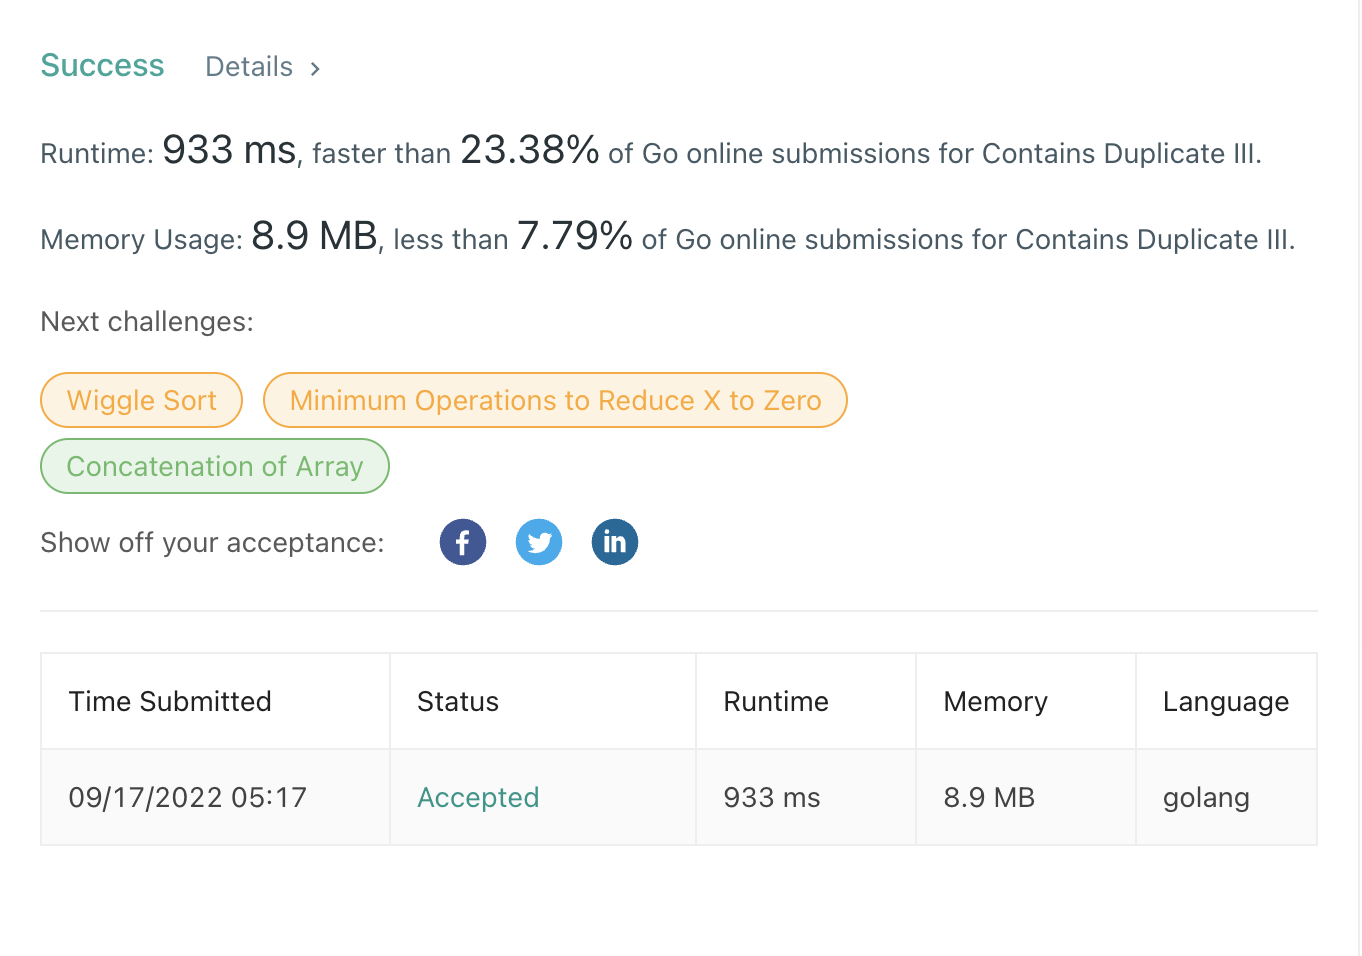 Success Details >
Runtime: 933 ms, faster than 23.38% of Go online submissions for Contains Duplicate III.
Memory Usage: 8.9 MB, less than 7.79% of Go online submissions for Contains Duplicate III.
Next challenges:
Wiggle Sort Minimum Operations to Reduce X to Zero
Concatenation of Array
Show off your acceptance: f in
Time Submitted Status Runtime Memory Language
09/17/2022 05:17 Accepted 933 ms 8.9 MB golang